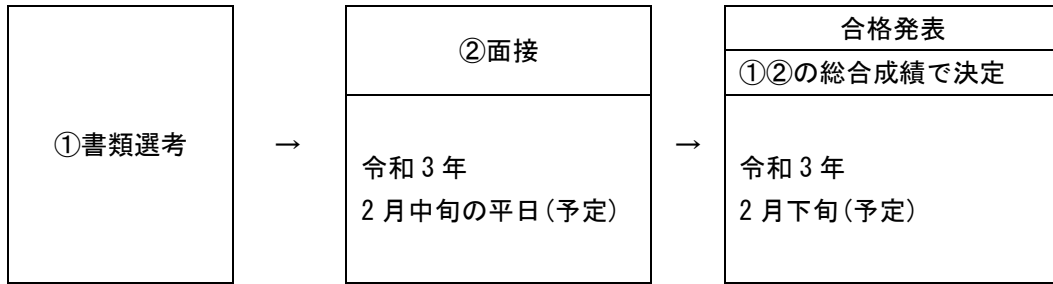 ①書類選考
→
②面接
令和3年
2月中旬の平日(予定)
→
合格発表
①②の総合成績で決定
令和3年
2月下旬(予定)